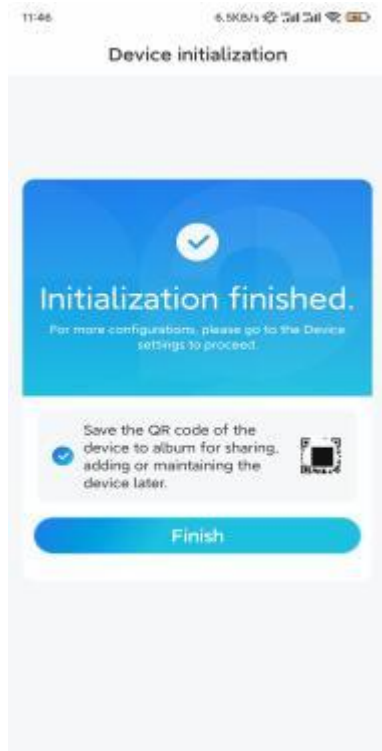 11:46 6.5KB/s
Device initialization
Initialization finished.
For more configurations, please go to the Device
settings to proceed.
Save the QR code of the
device to album for sharing,
adding or maintaining the
device later.
Finish